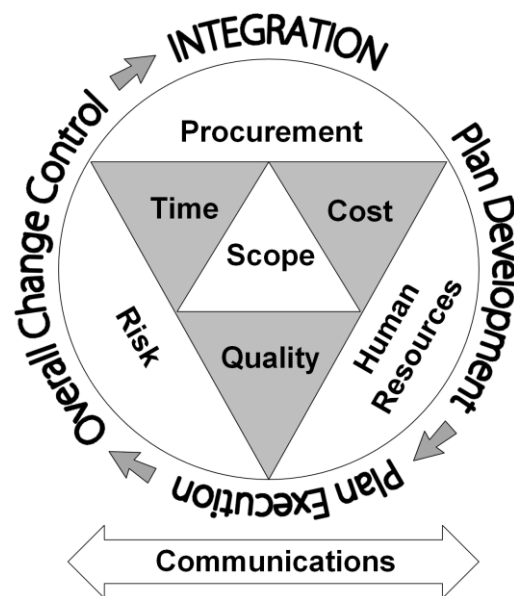 INTEGRATION
Procurement
Time
Cost
Scope
Quality
Risk
Human
Resources
Plan Development
Plan Execution
Overall Change Control
Communications